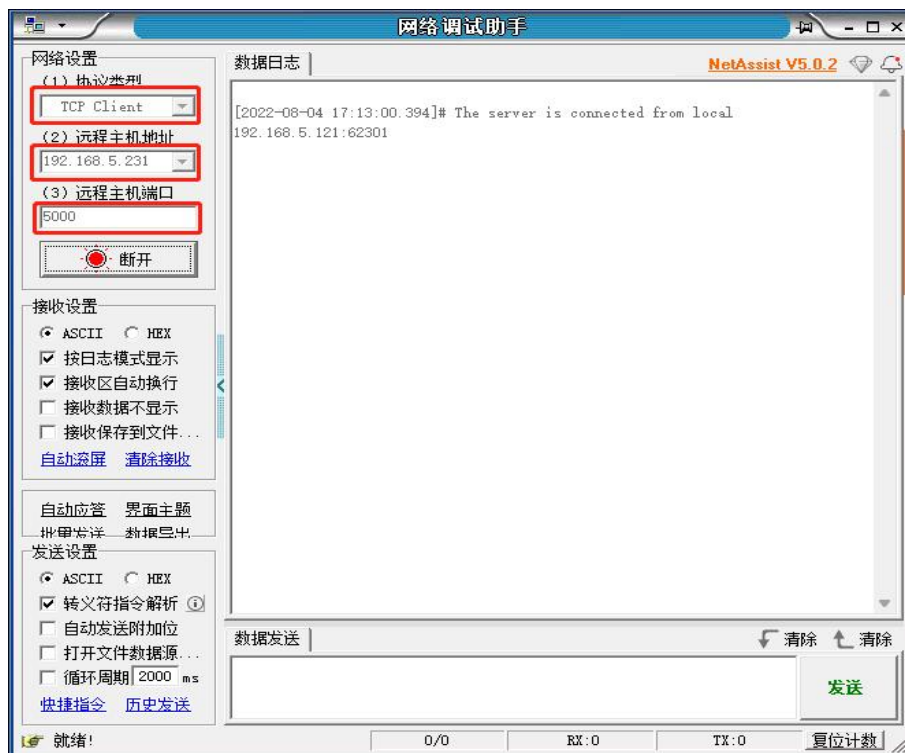 网络调试助手
网络设置
(1) 协议类型
TCP Client
(2) 远程主机地址
192.168.5.231
(3) 远程主机端口
5000
断开
接收设置
ASCII HEX
按日志模式显示
接收区自动换行
接收数据不显示
接收保存到文件...
自动滚屏 清除接收
自动应答 界面主题
批量发送 数据导出
发送设置
ASCII HEX
转义符指令解析
自动发送附加位
打开文件数据源...
循环周期 2000 ms
快捷指令 历史发送
数据日志
NetAssist V5.0.2
[2022-08-04 17:13:00.394]# The server is connected from local
192.168.5.121:62301
数据发送
清除 清除
发送
就绪!
0/0 RX:0 TX:0 复位计数